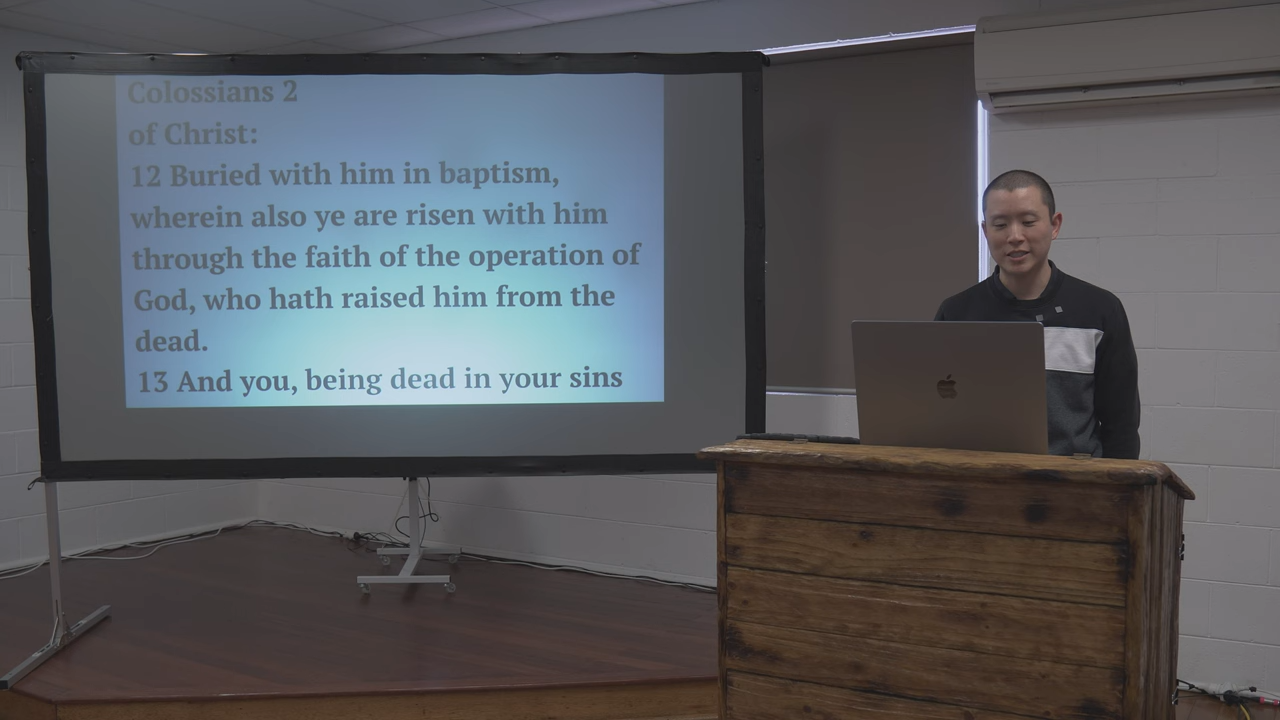 Colossians 2
of Christ:
12 Buried with him in baptism,
wherein also ye are risen with him
through the faith of the operation of
God, who hath raised him from the
dead.
13 And you, being dead in your sins